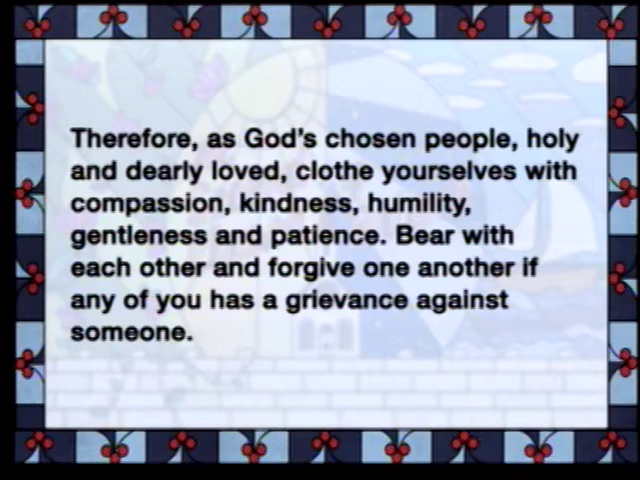 Therefore, as God's chosen people, holy
and dearly loved, clothe yourselves with
compassion, kindness, humility,
gentleness and patience. Bear with
each other and forgive one another if
any of you has a grievance against
someone.